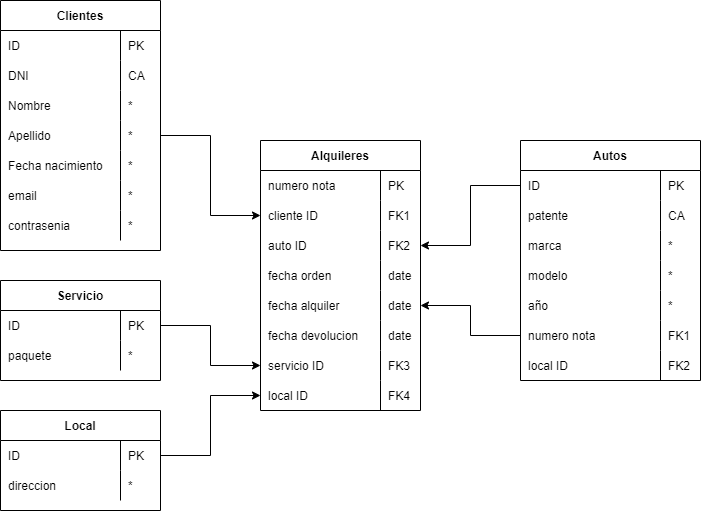 Clientes
ID PK
DNI CA
Nombre *
Apellido *
Fecha nacimiento *
email *
contrasenia *
Servicio
ID PK
paquete *
Local
ID PK
direccion *
Alquileres
numero nota PK
cliente ID FK1
auto ID FK2
fecha orden date
fecha alquiler date
fecha devolucion date
servicio ID FK3
local ID FK4
Autos
ID PK
patente CA
marca *
modelo *
año *
numero nota FK1
local ID FK2